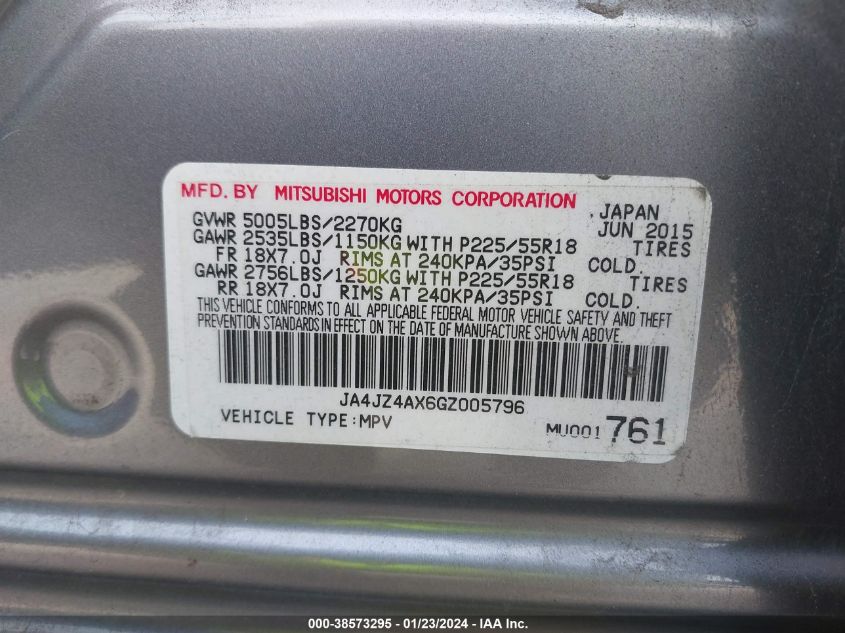 MFD. BY MITSUBISHI MOTORS CORPORATION
GVWR 5005LBS/2270KG JAPAN
JUN 2015
GAWR 2535LBS/1150KG WITH P225/55R18 TIRES
FR 18X7.0J RIMS AT 240KPA/35PSI COLD.
GAWR 2756LBS/1250KG WITH P225/55R18 TIRES
RR 18X7.0J RIMS AT 240KPA/35PSI COLD.
THIS VEHICLE CONFORMS TO ALL APPLICABLE FEDERAL MOTOR VEHICLE SAFETY AND THEFT
PREVENTION STANDARDS IN EFFECT ON THE DATE OF MANUFACTURE SHOWN ABOVE.
JA4JZ4AX6GZ005796
VEHICLE TYPE:MPV MU001 761
000-38573295 - 01/23/2024 - IAA Inc.